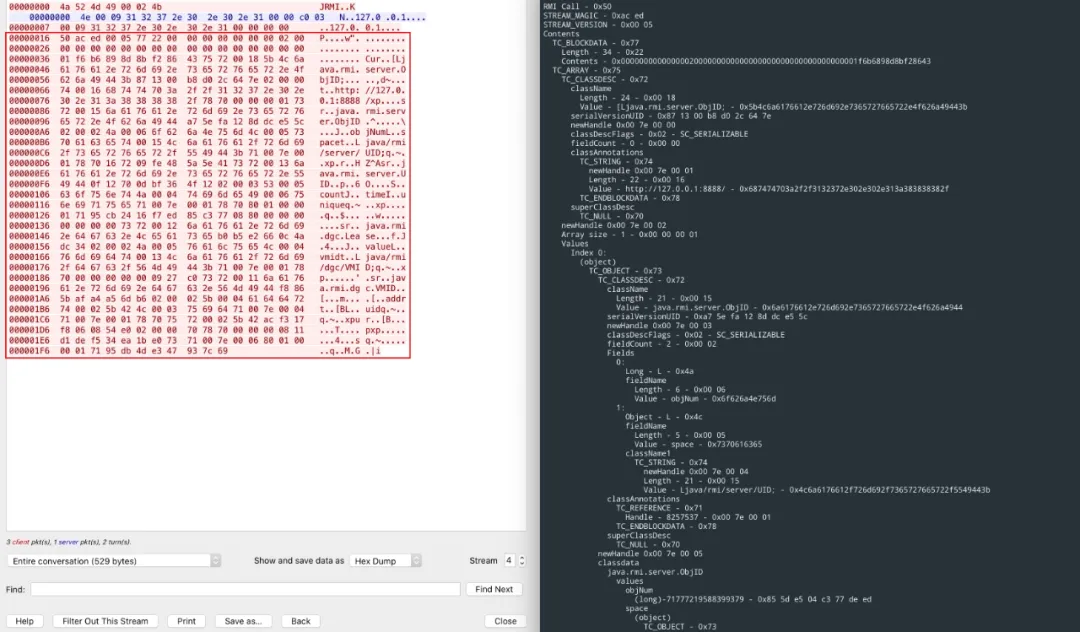 00000000  4a 52 4d 49 00 02 4b                               JRMI..K
00000000  4e 00 09 31 32 37 2e 30  2e 30 2e 31 00 00 c0 03   N..127.0 .0.1....
00000007  00 09 31 32 37 2e 30 2e  30 2e 31 00 00 00 00      ..127.0. 0.1....
00000016  50 ac ed 00 05 77 22 00  00 00 00 00 00 00 02 00   P....w". ........
00000026  00 00 00 00 00 00 00 00  00 00 00 00 00 00 00 00   ........ ........
00000036  01 f6 b6 89 8d 8b f2 86  43 75 72 00 18 5b 4c 6a   ........ Cur..[Lj
00000046  61 76 61 2e 72 6d 69 2e  73 65 72 76 65 72 2e 4f   ava.rmi. server.O
00000056  62 6a 49 44 3b 87 13 00  b8 d0 2c 64 7e 02 00 00   bjID;... ..,d~...
00000066  74 00 16 68 74 74 70 3a  2f 2f 31 32 37 2e 30 2e   t..http: //127.0.
00000076  30 2e 31 3a 38 38 38 38  2f 78 70 00 00 00 01 73   0.1:8888 /xp....s
00000086  72 00 15 6a 61 76 61 2e  72 6d 69 2e 73 65 72 76   r..java. rmi.serv
00000096  65 72 2e 4f 62 6a 49 44  a7 5e fa 12 8d dc e5 5c   er.ObjID .^.....\
000000A6  02 00 02 4a 00 06 6f 62  6a 4e 75 6d 4c 00 05 73   ...J..ob jNumL..s
000000B6  70 61 63 65 74 00 15 4c  6a 61 76 61 2f 72 6d 69   pacet..L java/rmi
000000C6  2f 73 65 72 76 65 72 2f  55 49 44 3b 71 00 7e 00   /server/ UID;q.~.
000000D6  01 78 70 85 5d e5 04 c3  77 de ed 73 72 00 13 6a
000000E6  61 76 61 2e 72 6d 69 2e  73 65 72 76 65 72 2e 55   ava.rmi. server.U
000000F6  49 44 0f 12 70 0d bf 36  4f 12 02 00 03 53 00 05   ID..p..6 O....S..
00000106  63 6f 75 6e 74 4a 00 04  74 69 6d 65 49 00 06 75   countJ.. timeI..u
00000116  6e 69 71 75 65 71 00 7e  00 01 78 70 80 01 00 00   niqueq.~ ..xp....
00000126  01 71 95 cb 24 16 f7 ed  85 c3 77 08 80 00 00 00   .q..$... ..w.....
00000136  00 00 00 00 73 72 00 12  6a 61 76 61 2e 72 6d 69   ....sr.. java.rmi
00000146  2e 64 67 63 2e 4c 65 61  73 65 b0 b5 e2 66 0c 4a   .dgc.Lea se...f.J
00000156  dc 34 02 00 02 4a 00 05  76 61 6c 75 65 4c 00 04   .4...J.. valueL..
00000166  76 6d 69 64 74 00 13 4c  6a 61 76 61 2f 72 6d 69   vmidt..L java/rmi
00000176  2f 64 67 63 2f 56 4d 49  44 3b 71 00 7e 00 01 78   /dgc/VMI D;q.~..x
00000186  70 00 00 00 00 00 09 27  c0 73 72 00 11 6a 61 76   p......' .sr..jav
00000196  61 2e 72 6d 69 2e 64 67  63 2e 56 4d 49 44 f8 86   a.rmi.dg c.VMID..
000001A6  5b af a4 a5 6d b6 02 00  02 5b 00 04 61 64 64 72   [...m... .[..addr
000001B6  74 00 02 5b 42 4c 00 03  75 69 64 71 00 7e 00 04   t..[BL.. uidq.~..
000001C6  71 00 7e 00 01 78 70 75  72 00 02 5b 42 ac f3 17   q.~..xpu r..[B...
000001D6  f8 06 08 54 e0 02 00 00  70 78 70 00 00 00 08 11   ...T.... pxp.....
000001E6  d1 de f5 34 ea 1b e0 73  71 00 7e 00 06 80 01 00   ...4...s q.~.....
000001F6  00 01 71 95 db 4d e3 47  93 7c 69                  ..q..M.G .|i
3 client pkt(s), 1 server pkt(s), 2 turn(s).
Entire conversation (529 bytes)
Show and save data as
Hex Dump
Stream
4
Find:
Find Next
Help
Filter Out This Stream
Print
Save as...
Back
Close
RMI Call - 0x50
STREAM_MAGIC - 0xac ed
STREAM_VERSION - 0x00 05
Contents
TC_BLOCKDATA - 0x77
Length - 34 - 0x22
TC_ARRAY - 0x75
TC_CLASSDESC - 0x72
className
Length - 24 - 0x00 18
Value - [Ljava.rmi.server.ObjID; - 0x5b4c6a6176612e726d692e7365727665722e4f626a49443b
serialVersionUID - 0x87 13 00 b8 d0 2c 64 7e
newHandle 0x00 7e 00 00
classDescFlags - 0x02 - SC_SERIALIZABLE
fieldCount - 0 - 0x00 00
classAnnotations
TC_STRING - 0x74
newHandle 0x00 7e 00 01
Length - 22 - 0x00 16
Value - http://127.0.0.1:8888/ - 0x687474703a2f2f3132372e302e302e313a383838382f
TC_ENDBLOCKDATA - 0x78
superClassDesc
TC_NULL - 0x70
newHandle 0x00 7e 00 02
Array size - 1 - 0x00 00 00 01
Values
Index 0:
(object)
TC_OBJECT - 0x73
TC_CLASSDESC - 0x72
className
Length - 21 - 0x00 15
Value - java.rmi.server.ObjID - 0x6a6176612e726d692e7365727665722e4f626a4944
serialVersionUID - 0xa7 5e fa 12 8d dc e5 5c
newHandle 0x00 7e 00 03
classDescFlags - 0x02 - SC_SERIALIZABLE
fieldCount - 2 - 0x00 02
Fields
0:
Long - L - 0x4a
fieldName
Length - 6 - 0x00 06
Value - objNum - 0x6f626a4e756d
1:
Object - L - 0x4c
fieldName
Length - 5 - 0x00 05
Value - space - 0x7370616365
className1
TC_STRING - 0x74
newHandle 0x00 7e 00 04
Length - 21 - 0x00 15
Value - Ljava/rmi/server/UID; - 0x4c6a6176612f726d692f7365727665722f5549443b
classAnnotations
TC_REFERENCE - 0x71
Handle - 8257537 - 0x00 7e 00 01
TC_ENDBLOCKDATA - 0x78
superClassDesc
TC_NULL - 0x70
newHandle 0x00 7e 00 05
classdata
java.rmi.server.ObjID
values
objNum
(long)-71777219588399379 - 0x85 5d e5 04 c3 77 de ed
space
(object)
TC_OBJECT - 0x73